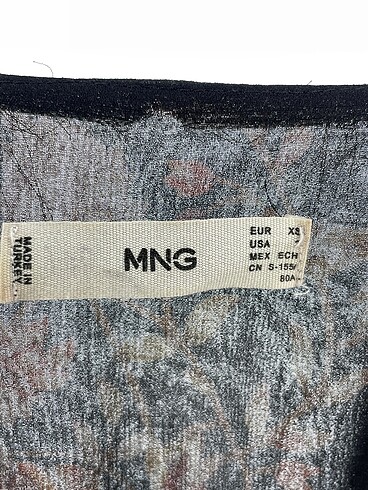 MADE IN
TURKEY
MNG
EUR XS
USA
MEX ECH
CN S-155/
80A